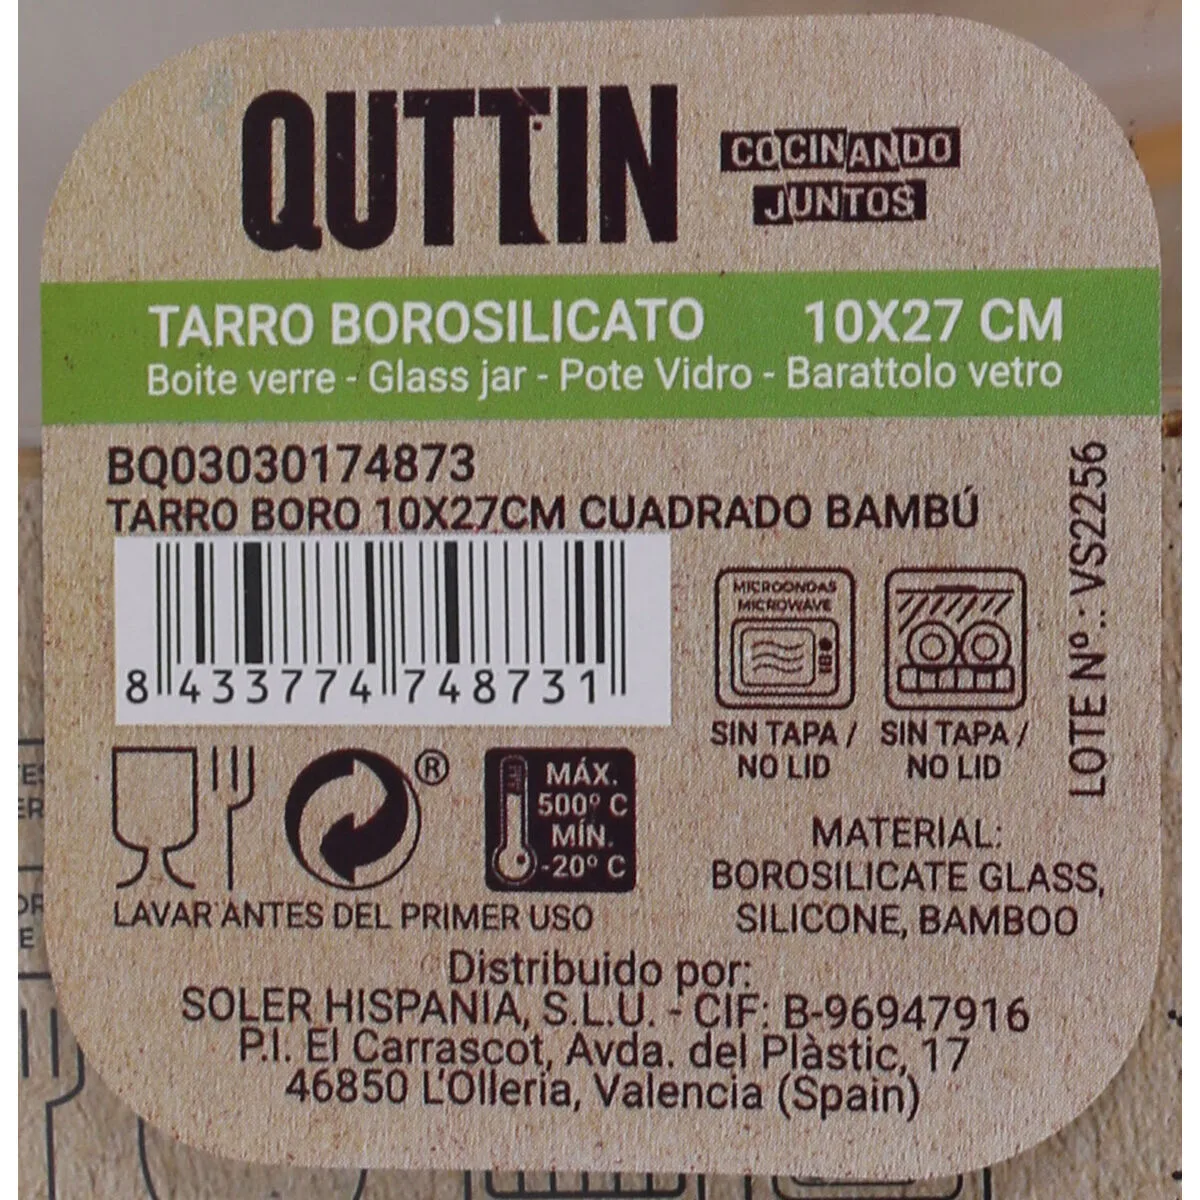 QUTTIN
COCINANDO
JUNTOS
TARRO BOROSILICATO 10X27 CM
Boite verre - Glass jar - Pote Vidro - Barattolo vetro
BQ03030174873
TARRO BORO 10X27CM CUADRADO BAMBÚ
8 433774 748731
MICROONDAS
MICROWAVE
SIN TAPA /
NO LID
SIN TAPA /
NO LID
LOTE Nº.: VS2256
®
MÁX.
500º C
MÍN.
-20º C
LAVAR ANTES DEL PRIMER USO
MATERIAL:
BOROSILICATE GLASS,
SILICONE, BAMBOO
Distribuido por:
SOLER HISPANIA, S.L.U. - CIF: B-96947916
P.I. El Carrascot, Avda. del Plàstic, 17
46850 L'Olleria, Valencia (Spain)